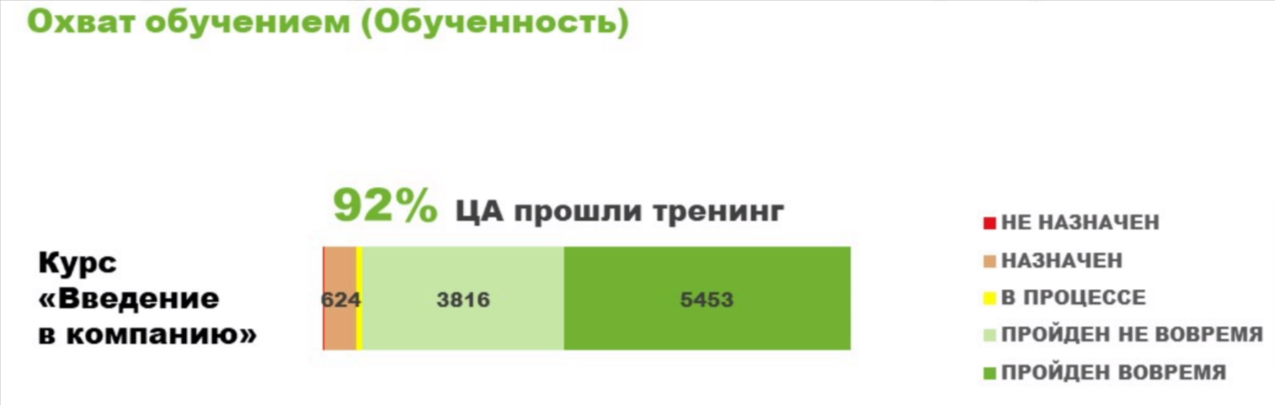 Охват обучением (Обученность)
92% ЦА прошли тренинг
Курс
«Введение
в компанию»
624 3816 5453
НЕ НАЗНАЧЕН
НАЗНАЧЕН
В ПРОЦЕССЕ
ПРОЙДЕН НЕ ВОВРЕМЯ
ПРОЙДЕН ВОВРЕМЯ